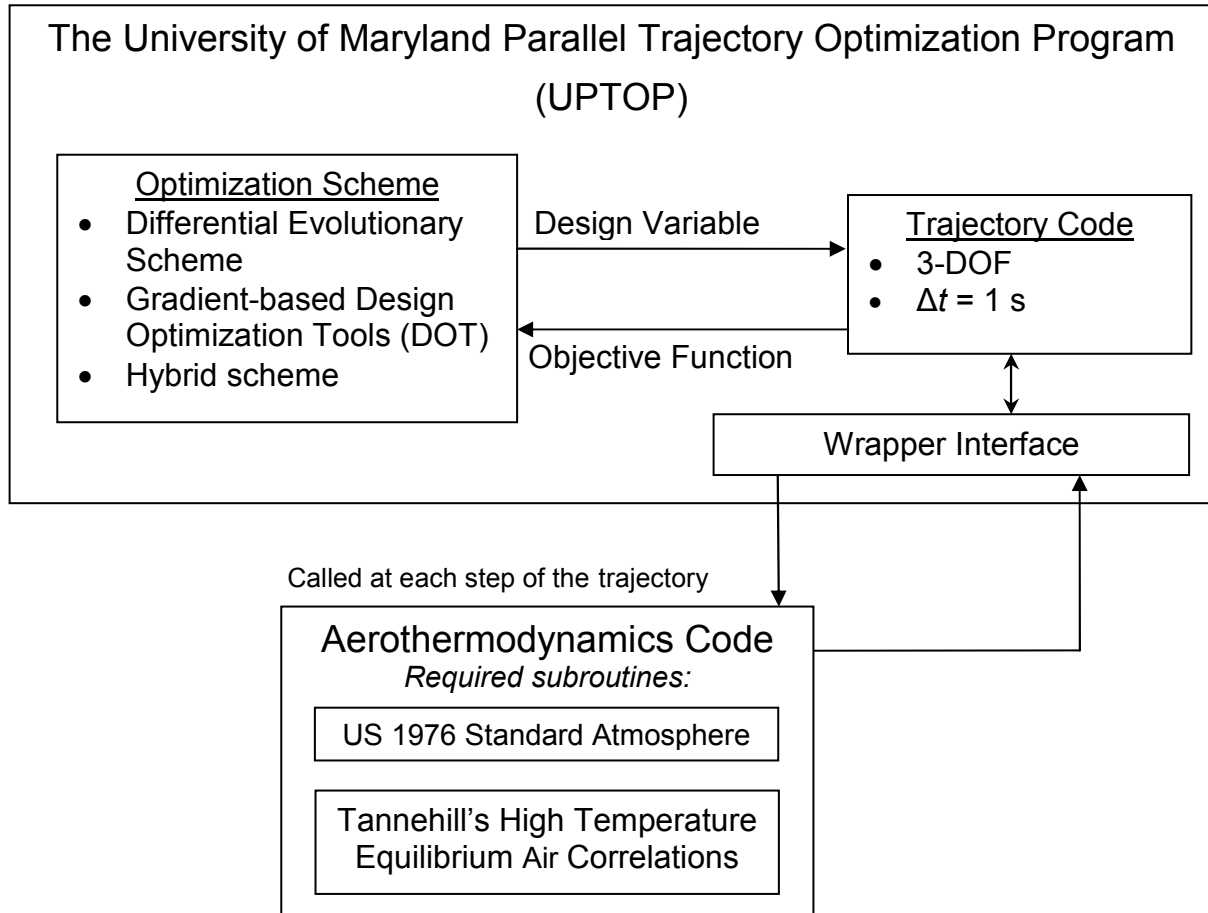 The University of Maryland Parallel Trajectory Optimization Program
(UPTOP)
Optimization Scheme
• Differential Evolutionary
Scheme
• Gradient-based Design
Optimization Tools (DOT)
• Hybrid scheme
Design Variable
Objective Function
Trajectory Code
• 3-DOF
• Δt = 1 s
Wrapper Interface
Called at each step of the trajectory
Aerothermodynamics Code
Required subroutines:
US 1976 Standard Atmosphere
Tannehill's High Temperature
Equilibrium Air Correlations